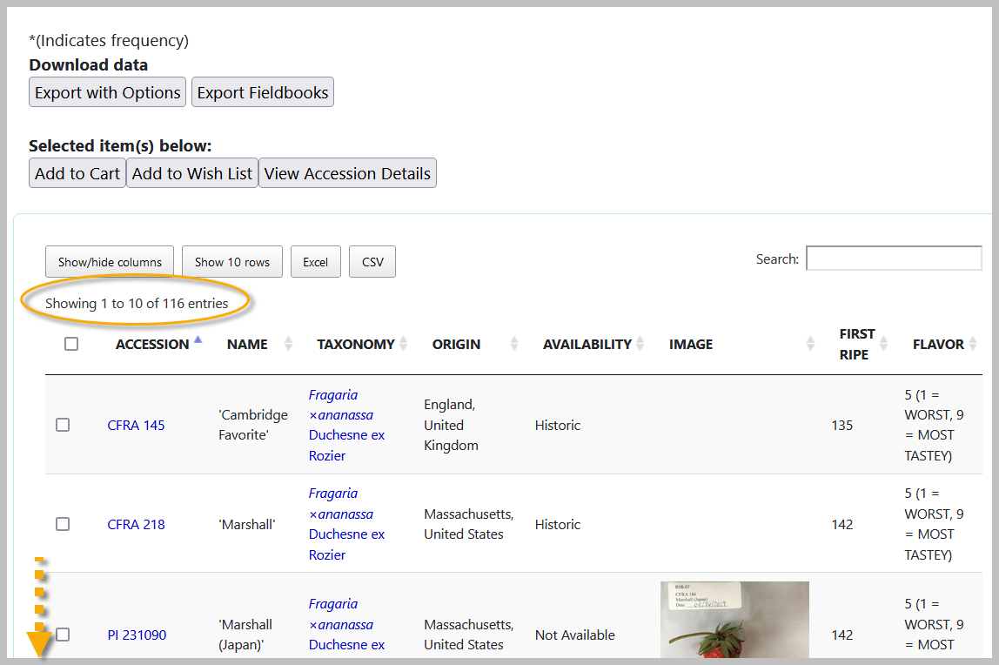 *(Indicates frequency)
Download data
Export with Options Export Fieldbooks
Selected item(s) below:
Add to Cart Add to Wish List View Accession Details
Show/hide columns Show 10 rows Excel CSV Search:
Showing 1 to 10 of 116 entries
ACCESSION NAME TAXONOMY ORIGIN AVAILABILITY IMAGE FIRST RIPE FLAVOR
CFRA 145
'Cambridge
Favorite'
Fragaria
×ananassa
Duchesne ex
Rozier
England,
United
Kingdom
Historic
135
5 (1 =
WORST, 9
= MOST
TASTEY)
CFRA 218
'Marshall'
Fragaria
×ananassa
Duchesne ex
Rozier
Massachusetts,
United States
Historic
142
5 (1 =
WORST, 9
= MOST
TASTEY)
PI 231090
'Marshall
(Japan)'
Fragaria
×ananassa
Duchesne ex
Massachusetts,
United States
Not Available
CFRA 186
Marshall (Japan)
Date
142
5 (1 =
WORST, 9
= MOST